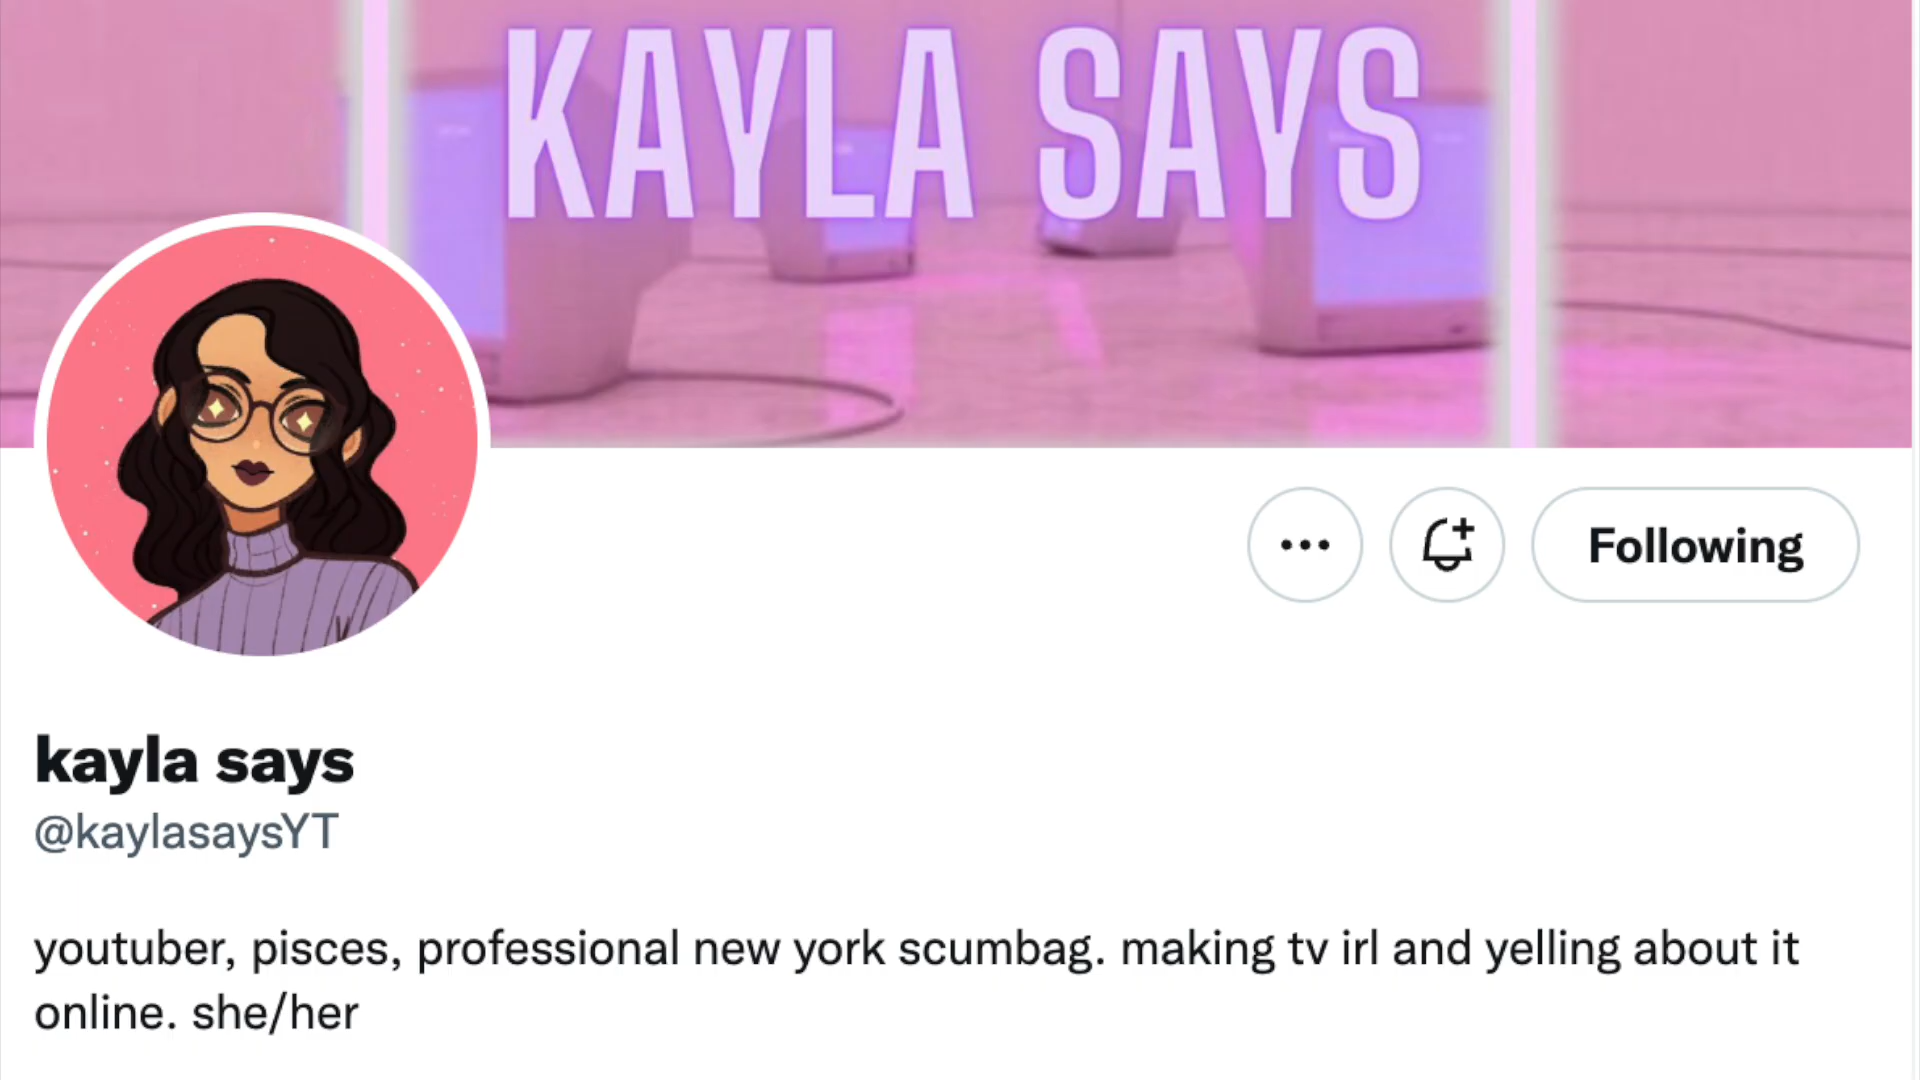 KAYLA SAYS
Following
kayla says
@kaylasaysYT
youtuber, pisces, professional new york scumbag. making tv irl and yelling about it
online. she/her